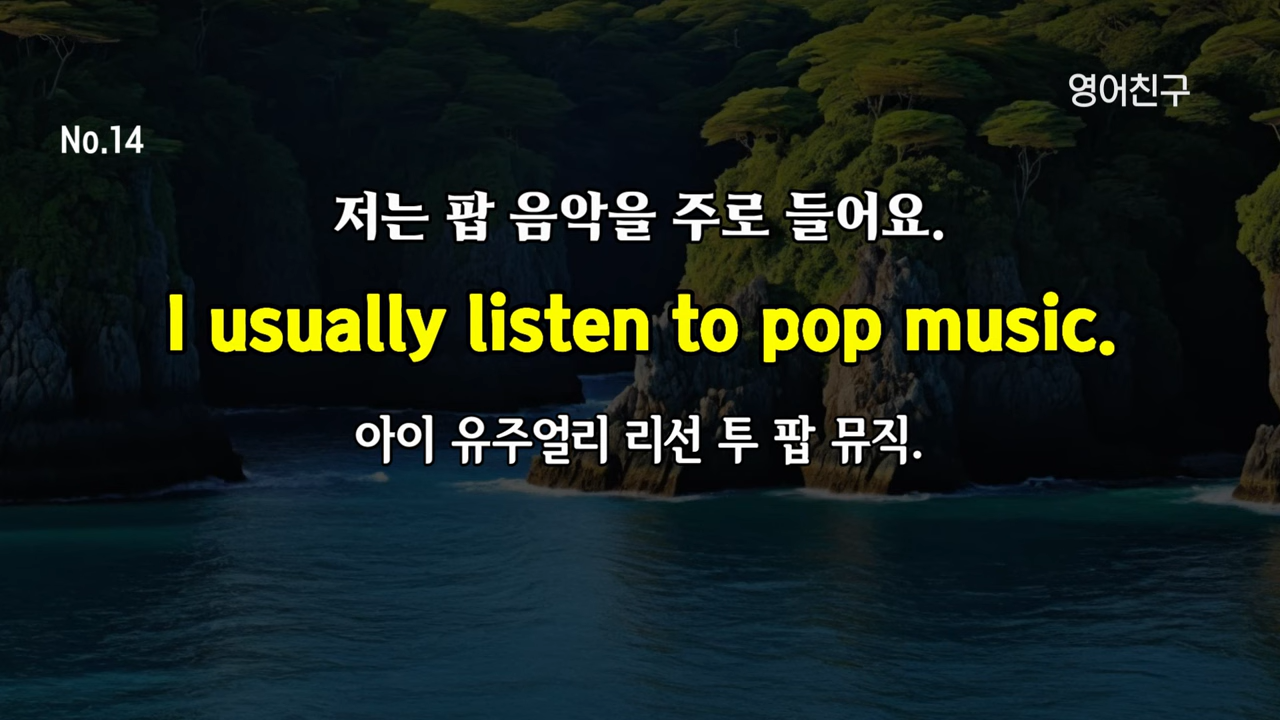 영어친구
No.14
저는 팝 음악을 주로 들어요.
I usually listen to pop music.
아이 유주얼리 리선 투 팝 뮤직.